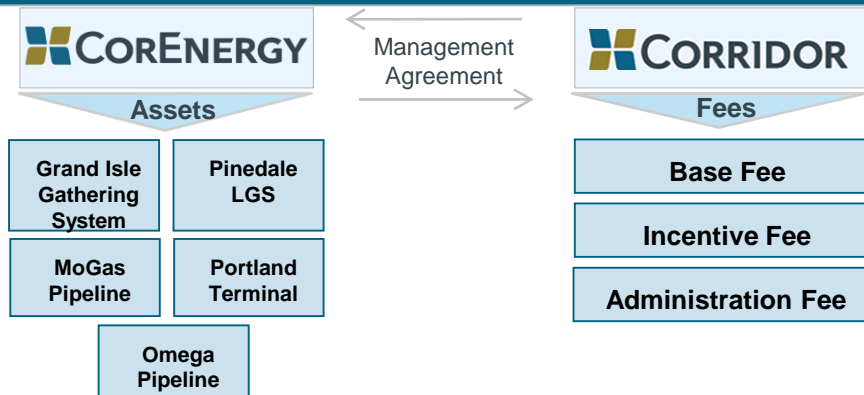 CORENERGY
Management
Agreement
CORRIDOR
Assets
Fees
Grand Isle
Gathering
System
Pinedale
LGS
MoGas
Pipeline
Portland
Terminal
Omega
Pipeline
Base Fee
Incentive Fee
Administration Fee